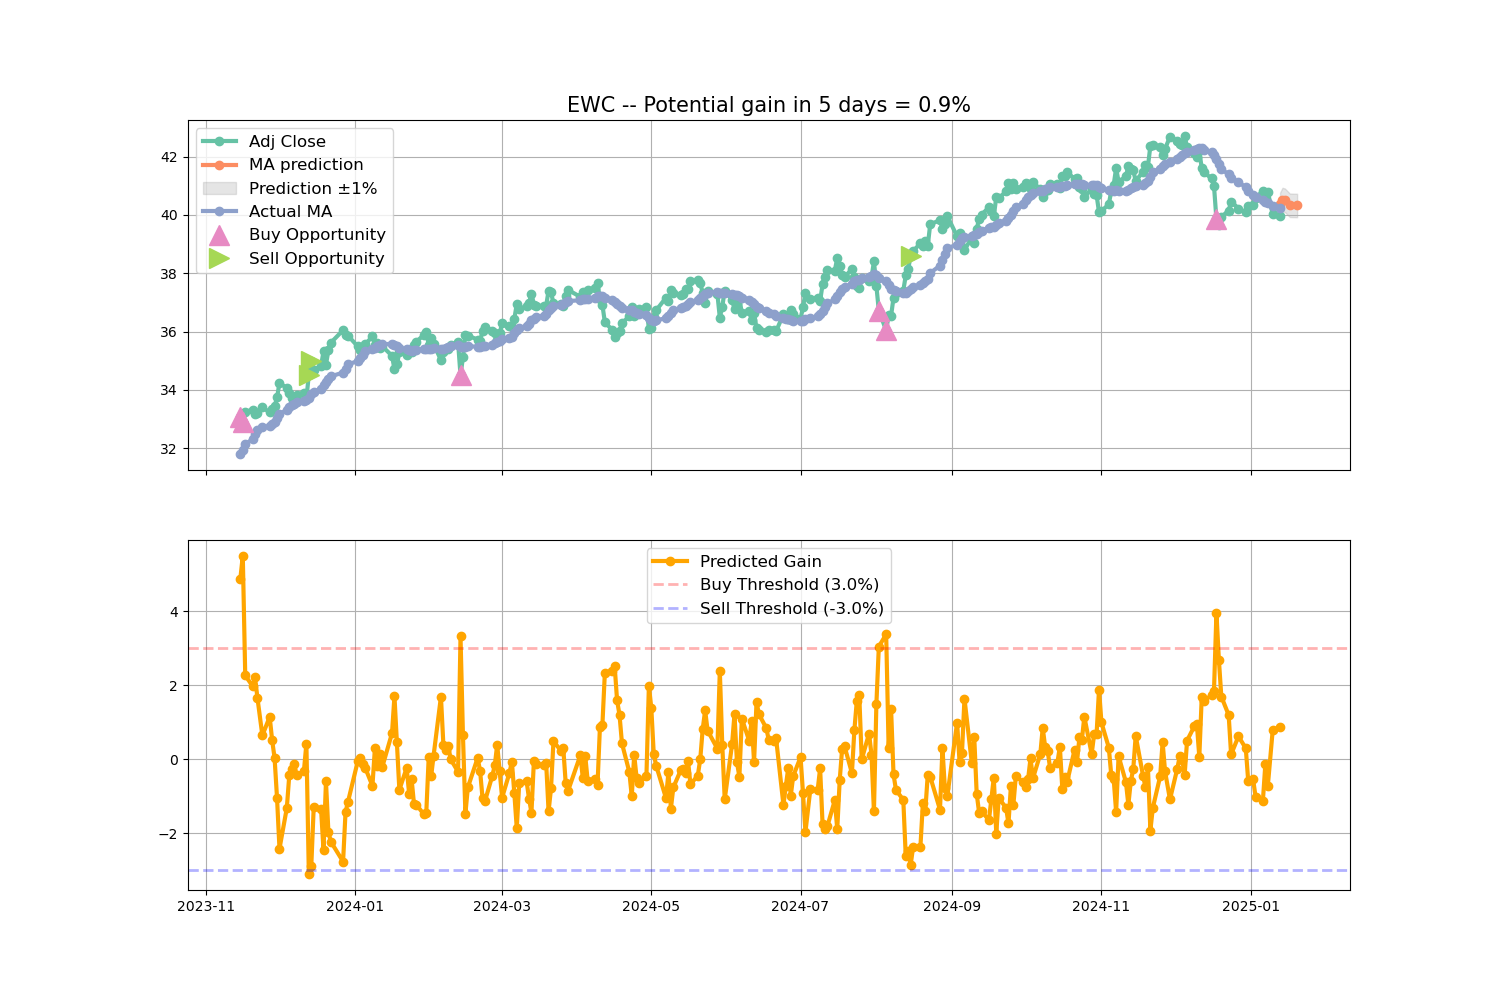 EWC -- Potential gain in 5 days = 0.9%
Adj Close
MA prediction
Prediction ±1%
Actual MA
Buy Opportunity
Sell Opportunity
42
40
38
36
34
32
Predicted Gain
Buy Threshold (3.0%)
Sell Threshold (-3.0%)
4
2
0
−2
2023-11
2024-01
2024-03
2024-05
2024-07
2024-09
2024-11
2025-01